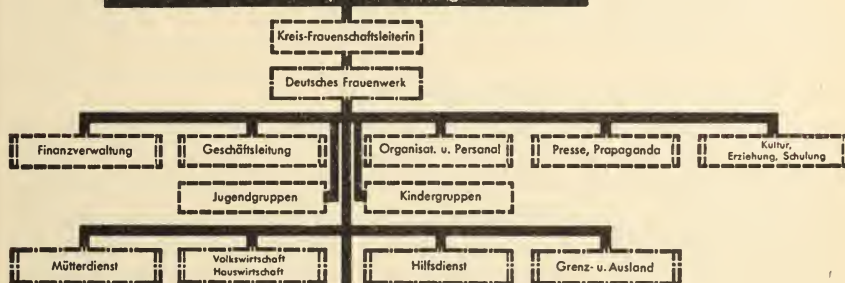 Kreis-Frauenschaftsleiterin
Deutsches Frauenwerk
Finanzverwaltung
Geschäftsleitung
Organisat. u. Personal
Presse, Propaganda
Kultur,
Erziehung, Schulung
Jugendgruppen
Kindergruppen
Mütterdienst
Volkswirtschaft
Hauswirtschaft
Hilfsdienst
Grenz- u. Ausland